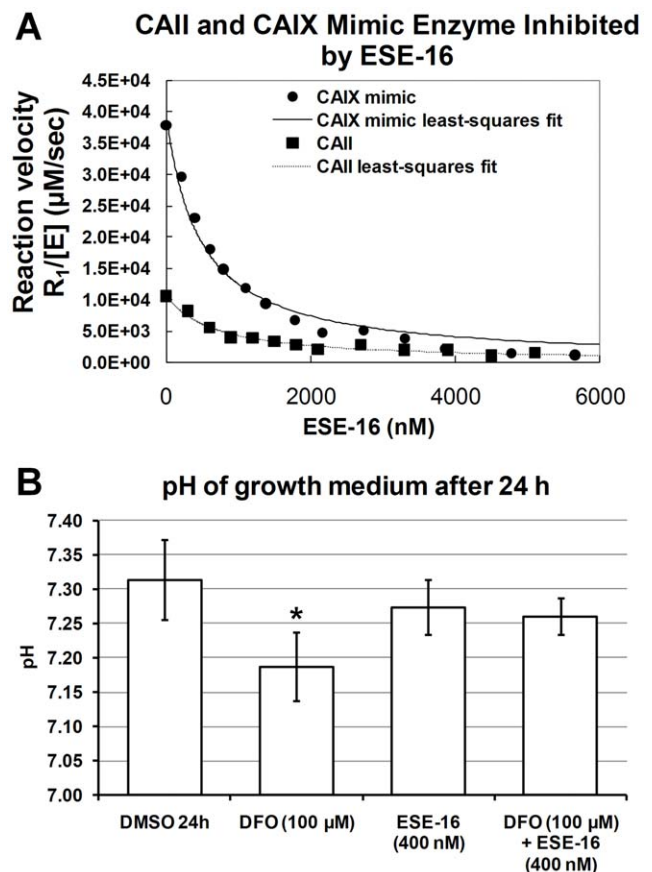 A
CAII and CAIX Mimic Enzyme Inhibited
by ESE-16
Reaction velocity
R₁/[E] (µM/sec)
4.5E+04
4.0E+04
3.5E+04
3.0E+04
2.5E+04
2.0E+04
1.5E+04
1.0E+04
5.0E+03
0.0E+00
CAIX mimic
CAIX mimic least-squares fit
CAII
CAII least-squares fit
0 2000 4000 6000
ESE-16 (nM)
B
pH of growth medium after 24 h
pH
7.40
7.35
7.30
7.25
7.20
7.15
7.10
7.05
7.00
*
DMSO 24h DFO (100 µM) ESE-16 DFO (100 µM)
(400 nM) + ESE-16
(400 nM)